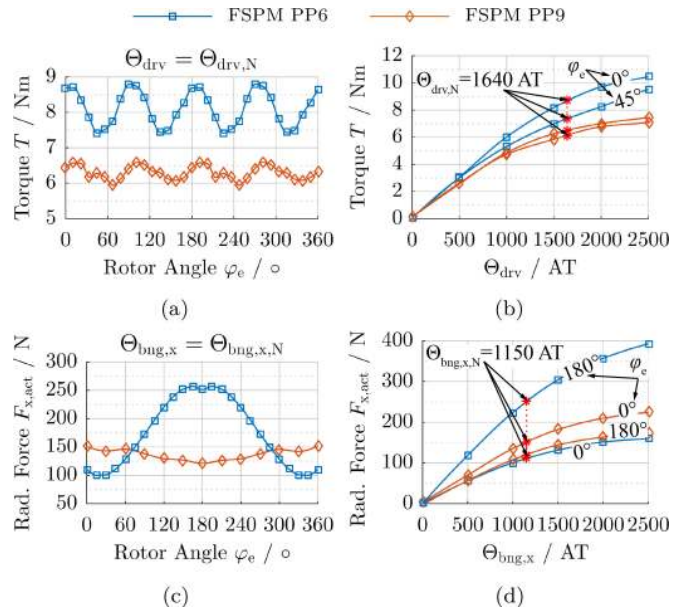 FSPM PP6 FSPM PP9
Θdrv = Θdrv,N
Torque T / Nm
9
8
7
6
5
0 90 180 270 360
Rotor Angle φe / ∘
(a)
Torque T / Nm
12
10
8
6
4
2
0
Θdrv,N=1640 AT
φe
0°
45°
0 500 1000 1500 2000 2500
Θdrv / AT
(b)
Θbng,x = Θbng,x,N
Rad. Force Fx,act / N
300
250
200
150
100
50
0 60 120 180 240 300 360
Rotor Angle φe / ∘
(c)
Rad. Force Fx,act / N
400
300
200
100
0
Θbng,x,N=1150 AT
180°
φe
0°
180°
0°
0 500 1000 1500 2000 2500
Θbng,x / AT
(d)